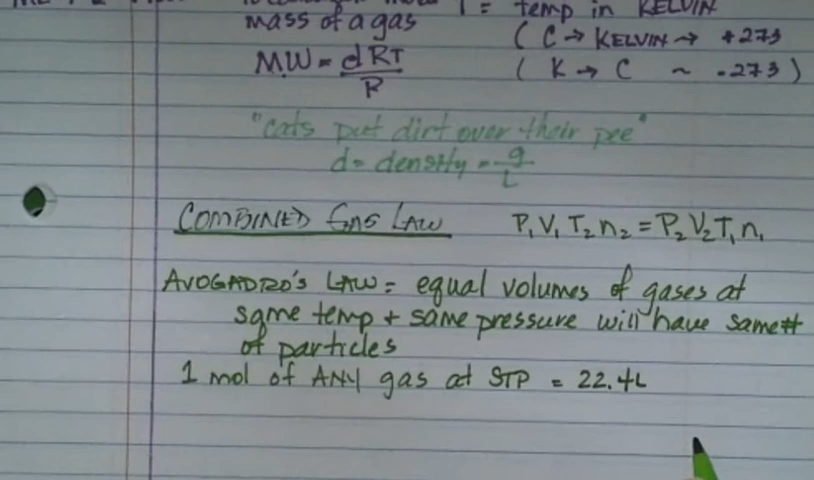 mass of a gas
T = temp in KELVIN
(C → KELVIN → +273
MW = dRT/P
(K → C ~ -273)
"cats put dirt over their pee"
d = density = g/L
COMBINED GAS LAW P₁V₁T₂n₂ = P₂V₂T₁n₁
AVOGADRO'S LAW = equal volumes of gases at
same temp + same pressure will have same #
of particles
1 mol of ANY gas at STP = 22.4L